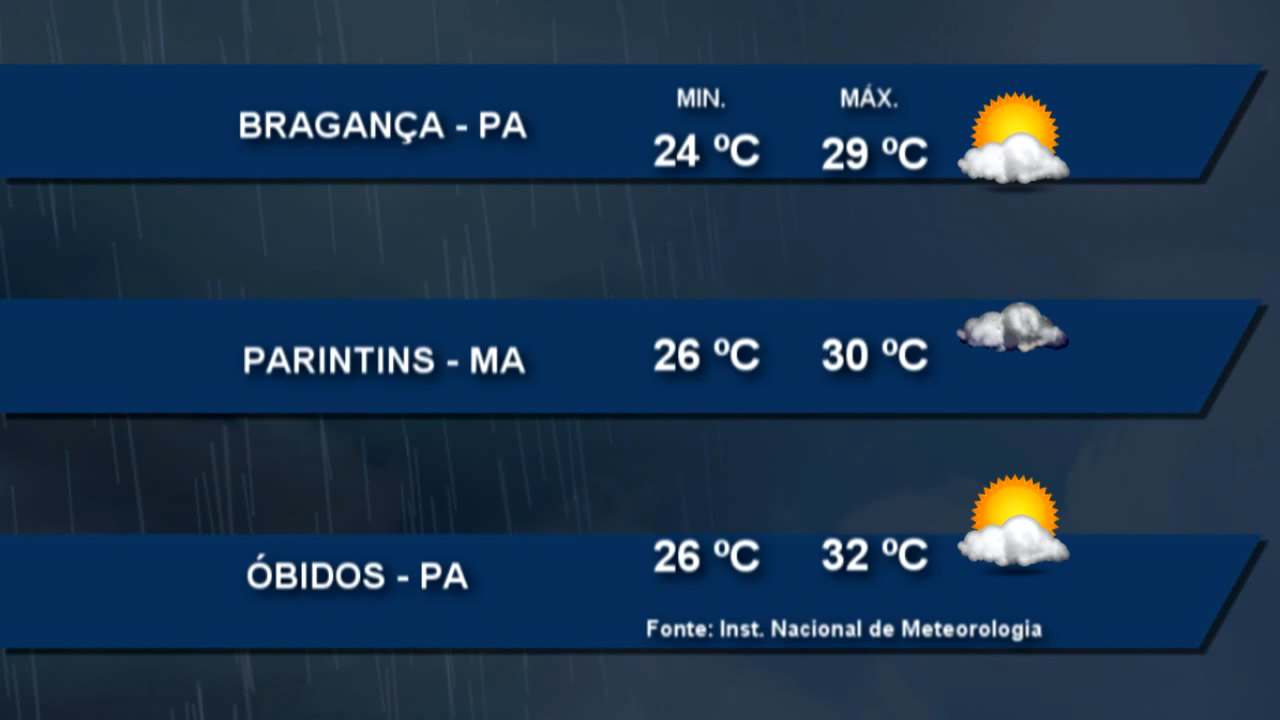 MIN. MÁX.
BRAGANÇA - PA 24 ºC 29 ºC
PARINTINS - MA 26 ºC 30 ºC
ÓBIDOS - PA 26 ºC 32 ºC
Fonte: Inst. Nacional de Meteorologia